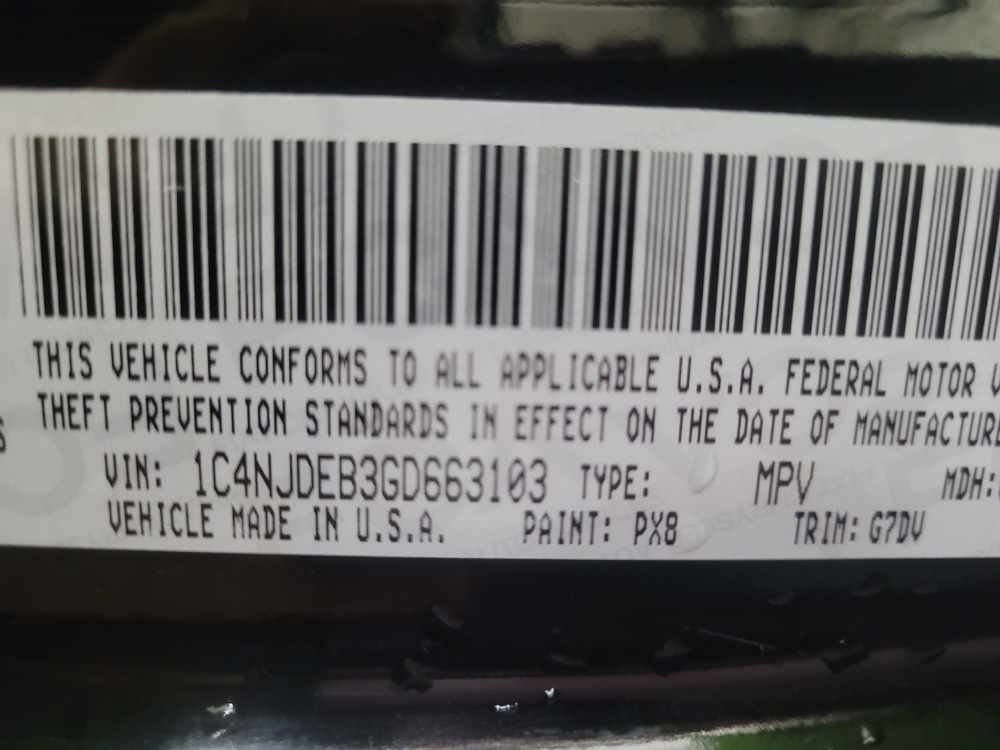 THIS VEHICLE CONFORMS TO ALL APPLICABLE U.S.A. FEDERAL MOTOR
THEFT PREVENTION STANDARDS IN EFFECT ON THE DATE OF MANUFACTURE
VIN: 1C4NJDEB3GD663103 TYPE: MPV MDH:
VEHICLE MADE IN U.S.A. PAINT: PX8 TRIM: G7DV